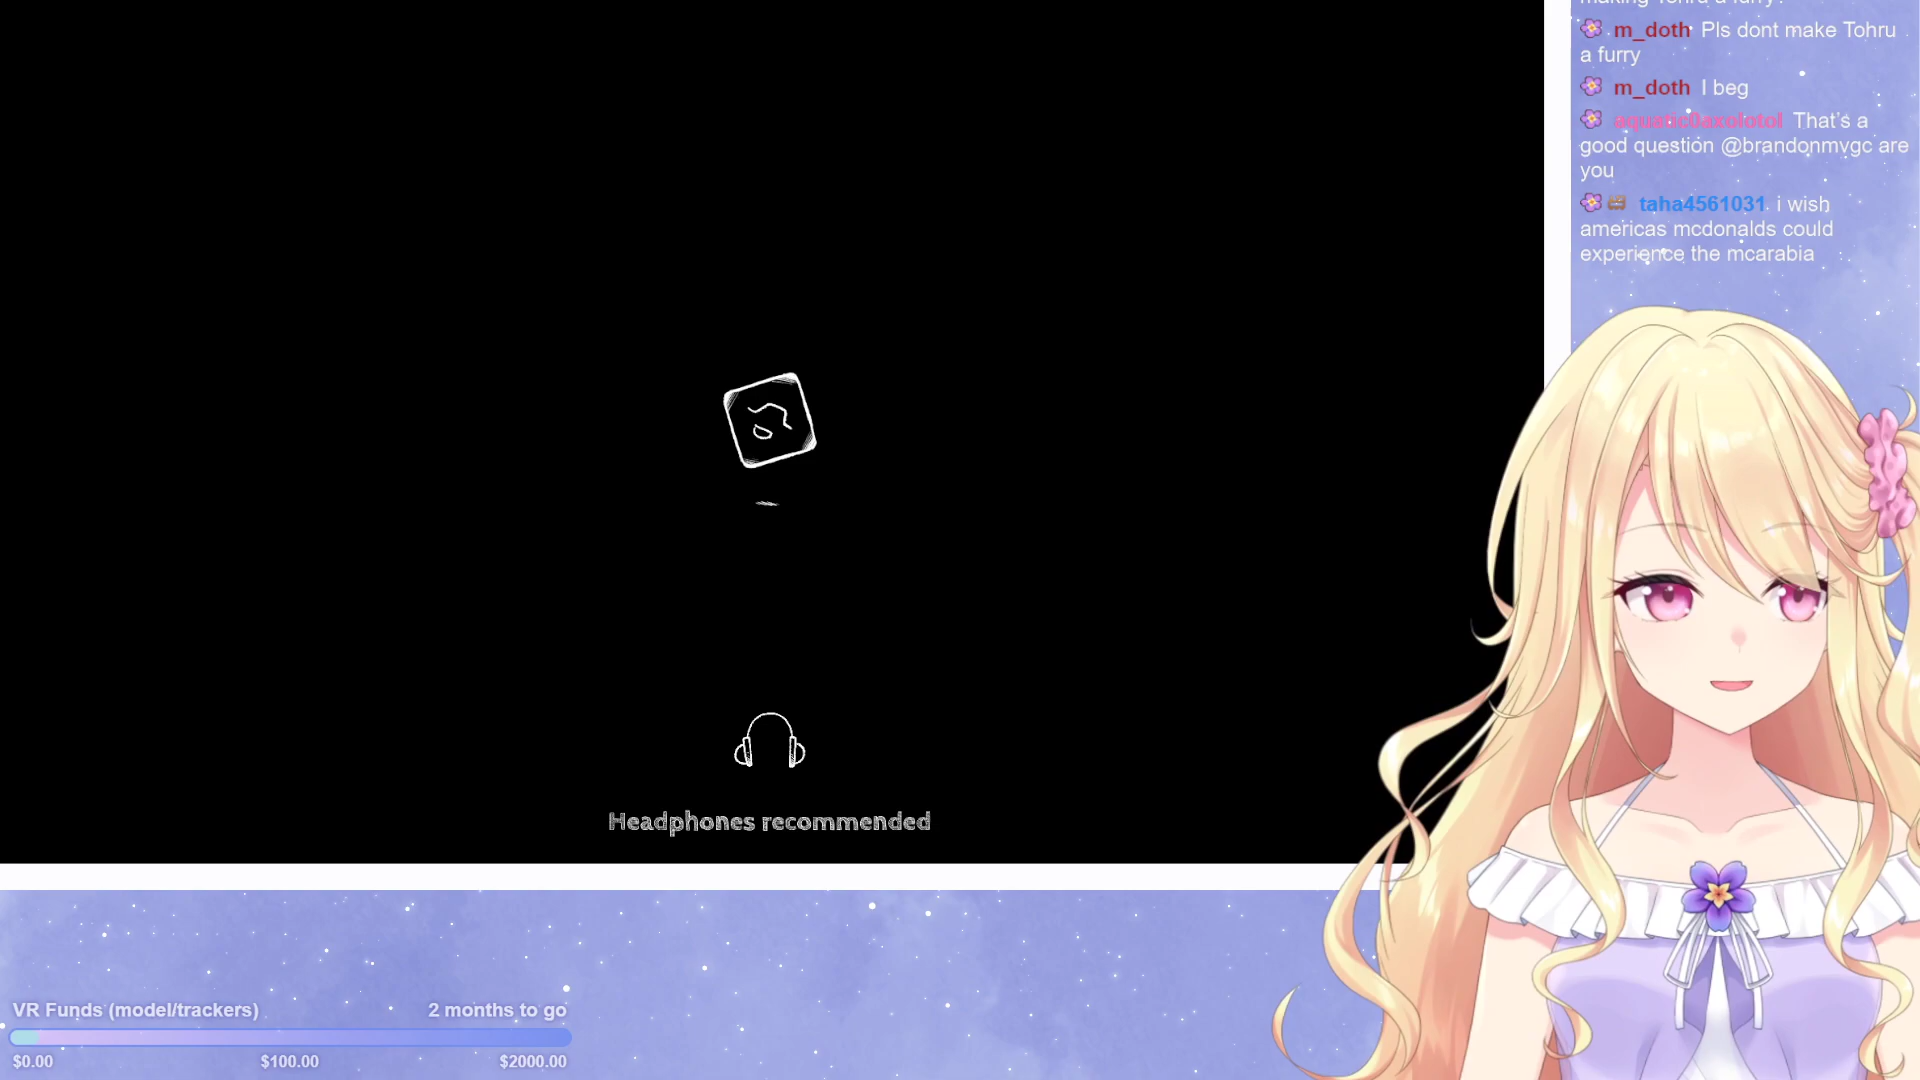 m_doth Pls dont make Tohru
a furry
m_doth I beg
aquatic0axolotol That's a
good question @brandonmvgc are
you
taha4561031 i wish
americas mcdonalds could
experience the mcarabia
Headphones recommended
VR Funds (model/trackers) 2 months to go
$0.00 $100.00 $2000.00